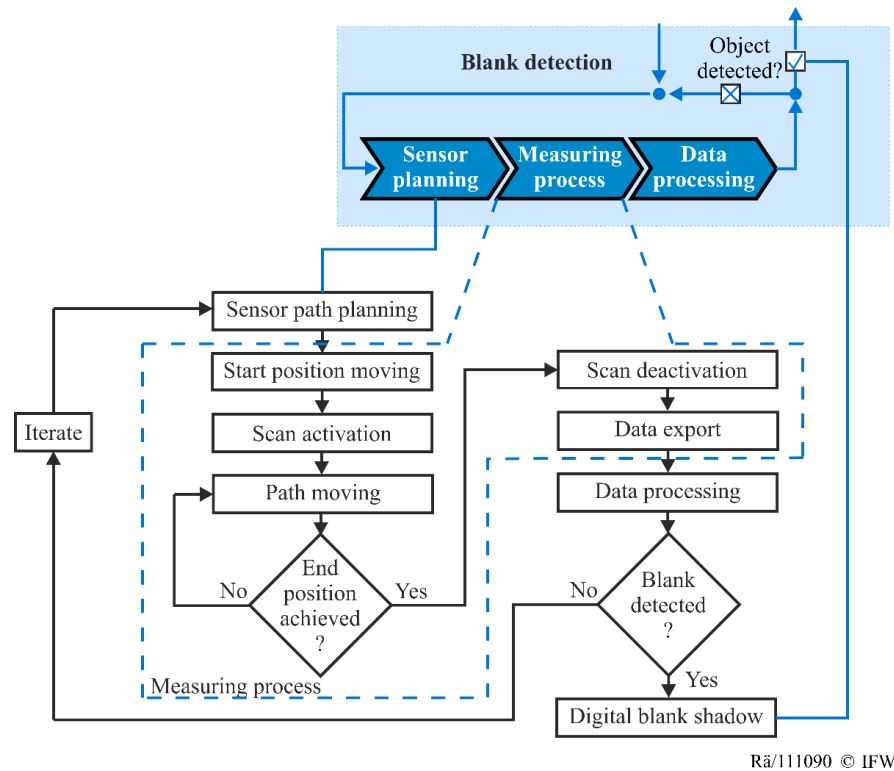 Blank detection
Object
detected?
Sensor
planning
Measuring
process
Data
processing
Sensor path planning
Start position moving
Scan activation
Path moving
No
End
position
achieved
?
Yes
Measuring process
Iterate
Scan deactivation
Data export
Data processing
No
Blank
detected
?
Yes
Digital blank shadow
Rä/111090 © IFW